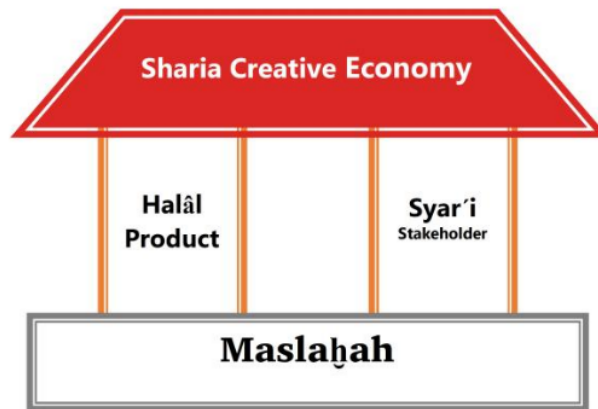 Sharia Creative Economy
Halâl
Product
Syar´i
Stakeholder
Maslaḫah